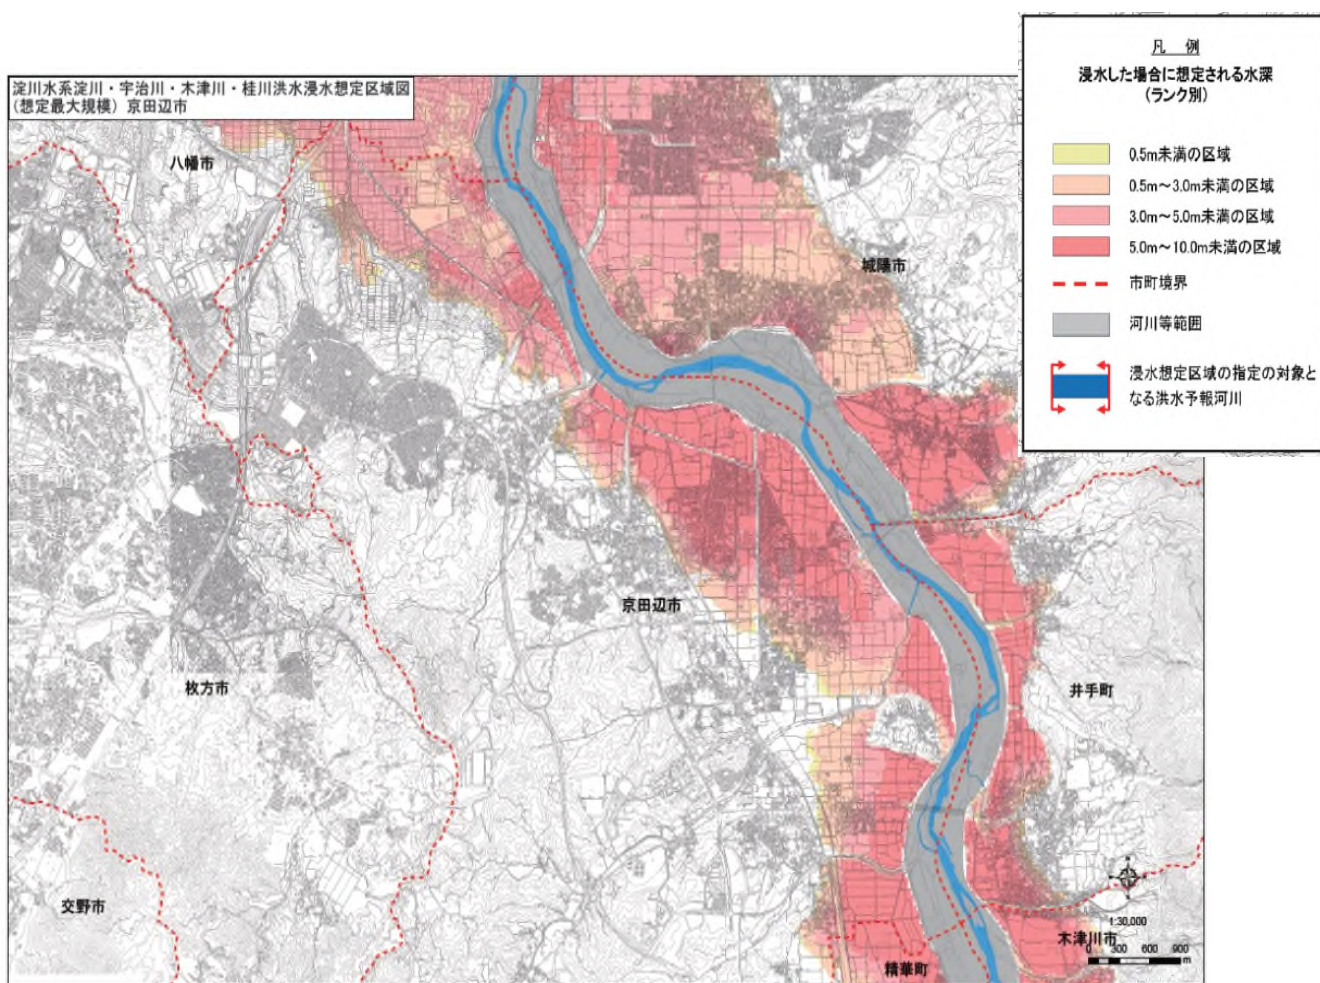 淀川水系淀川・宇治川・木津川・桂川洪水浸水想定区域図
(想定最大規模) 京田辺市
凡 例
浸水した場合に想定される水深
(ランク別)
0.5m未満の区域
0.5m~3.0m未満の区域
3.0m~5.0m未満の区域
5.0m~10.0m未満の区域
市町境界
河川等範囲
浸水想定区域の指定の対象と
なる洪水予報河川
八幡市
城陽市
京田辺市
枚方市
井手町
交野市
1:30,000
木津川市
0 300 600 900
m
精華町